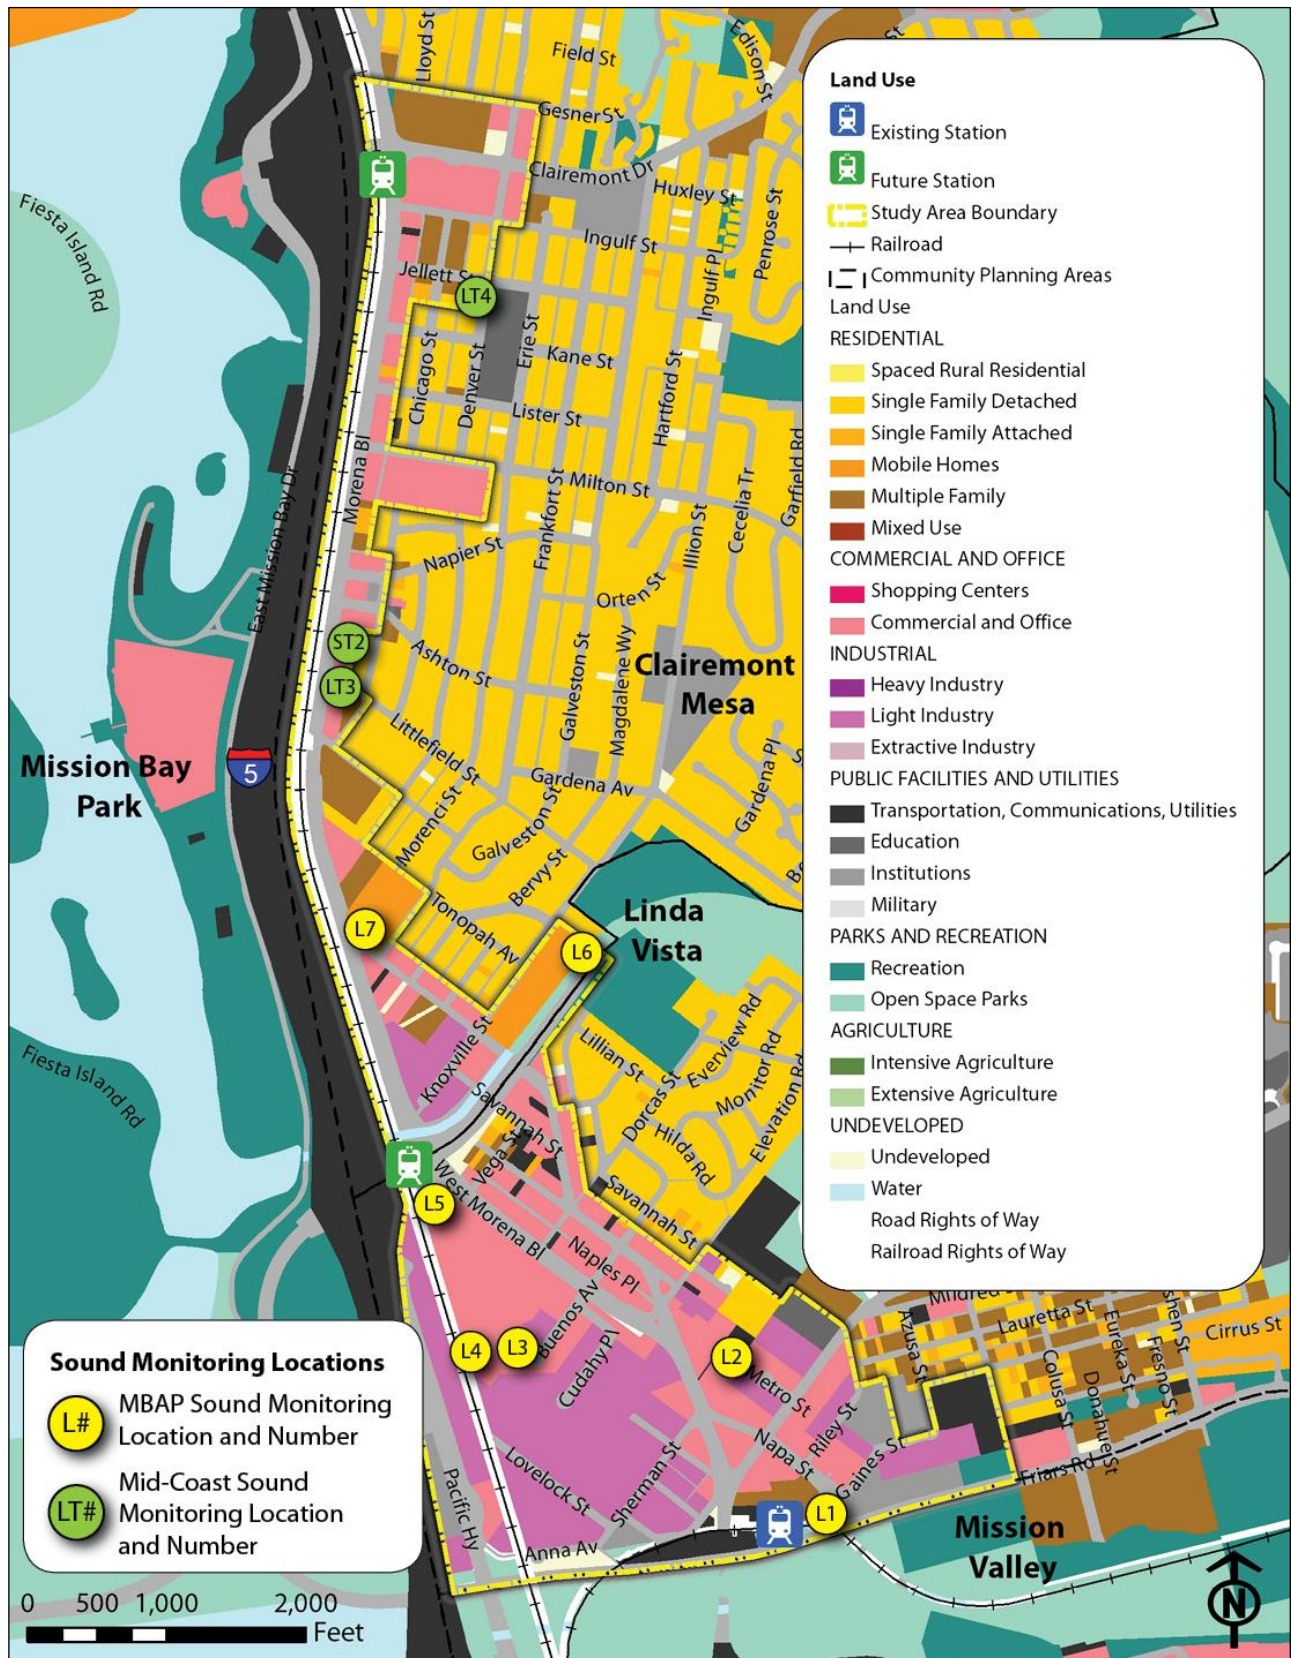 Lloyd St
Field St
Edison St
Gesner St
Clairemont Dr
Huxley St
Penrose St
Ingulf St
Ingulf Pl
Fiesta Island Rd
Jellett St
LT4
Erie St
Kane St
Chicago St
Denver St
Hartford St
Lister St
Garfield Rd
Morena Bl
Milton St
Cecelia Tr
Frankfort St
Illion St
Napier St
East Mission Bay Dr
Orten St
ST2
Ashton St
Galveston St
Magdalene Wy
Clairemont
Mesa
LT3
Littlefield St
Mission Bay
Park
5
Gardena Av
Gardena Pl
Morenci St
Galveston St
Bervy St
Tonopah Av
Linda
Vista
L7
L6
Knoxville St
Savannah St
Lillian St
Everview Rd
Monitor Rd
Dorcas St
Hilda Rd
Elevation Rd
Fiesta Island Rd
Vega St
West Morena Bl
L5
Savannah St
Naples Pl
Buenos Av
Cudahy Pl
L4
L3
L2
Metro St
Riley St
Napa St
Gaines St
Lovelock St
Sherman St
Pacific Hy
Anna Av
L1
Azusa St
Lauretta St
Eureka St
Fresno St
Cirrus St
Colusa St
Donahue St
Friars Rd
Mission
Valley
N
Land Use
Existing Station
Future Station
Study Area Boundary
Railroad
Community Planning Areas
Land Use
RESIDENTIAL
Spaced Rural Residential
Single Family Detached
Single Family Attached
Mobile Homes
Multiple Family
Mixed Use
COMMERCIAL AND OFFICE
Shopping Centers
Commercial and Office
INDUSTRIAL
Heavy Industry
Light Industry
Extractive Industry
PUBLIC FACILITIES AND UTILITIES
Transportation, Communications, Utilities
Education
Institutions
Military
PARKS AND RECREATION
Recreation
Open Space Parks
AGRICULTURE
Intensive Agriculture
Extensive Agriculture
UNDEVELOPED
Undeveloped
Water
Road Rights of Way
Railroad Rights of Way
Sound Monitoring Locations
L#
MBAP Sound Monitoring
Location and Number
LT#
Mid-Coast Sound
Monitoring Location
and Number
0 500 1,000 2,000
Feet